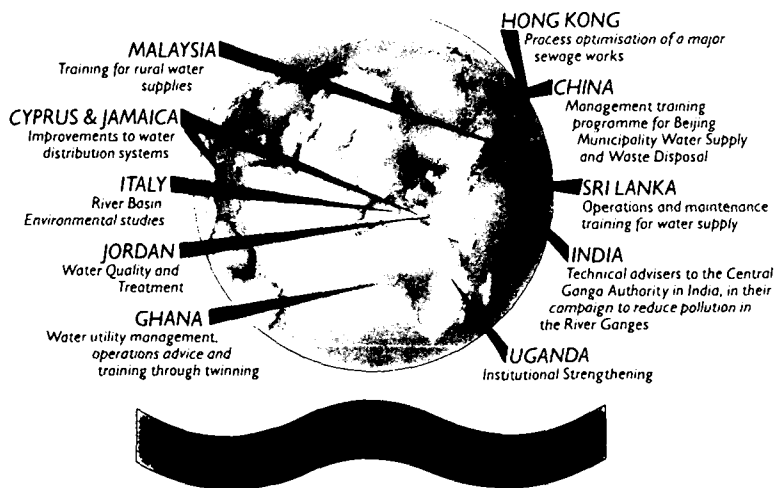 MALAYSIA
Training for rural water
supplies
CYPRUS & JAMAICA
Improvements to water
distribution systems
ITALY
River Basin
Environmental studies
JORDAN
Water Quality and
Treatment
GHANA
Water utility management,
operations advice and
training through twinning
HONG KONG
Process optimisation of a major
sewage works
CHINA
Management training
programme for Beijing
Municipality Water Supply
and Waste Disposal
SRI LANKA
Operations and maintenance
training for water supply
INDIA
Technical advisers to the Central
Ganga Authority in India, in their
campaign to reduce pollution in
the River Ganges
UGANDA
Institutional Strengthening